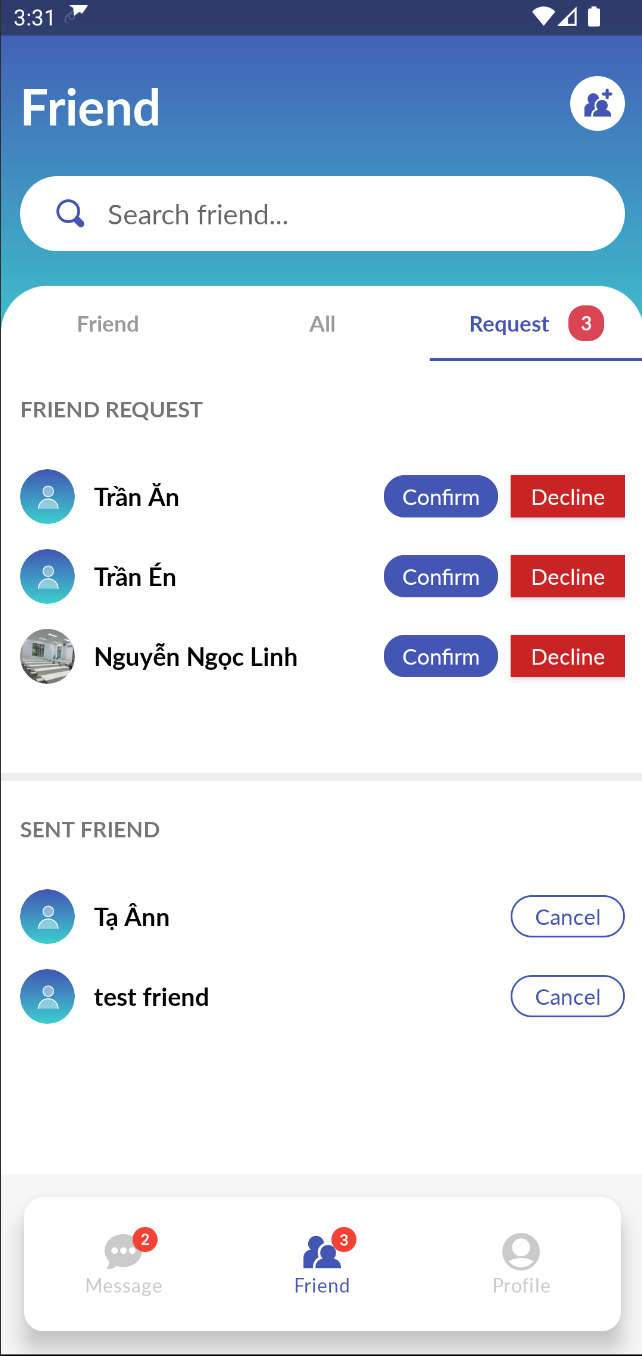 3:31
Friend
Search friend...
Friend All Request 3
FRIEND REQUEST
Trần Ăn Confirm Decline
Trần Én Confirm Decline
Nguyễn Ngọc Linh Confirm Decline
SENT FRIEND
Tạ Ânn Cancel
test friend Cancel
2 3
Message Friend Profile